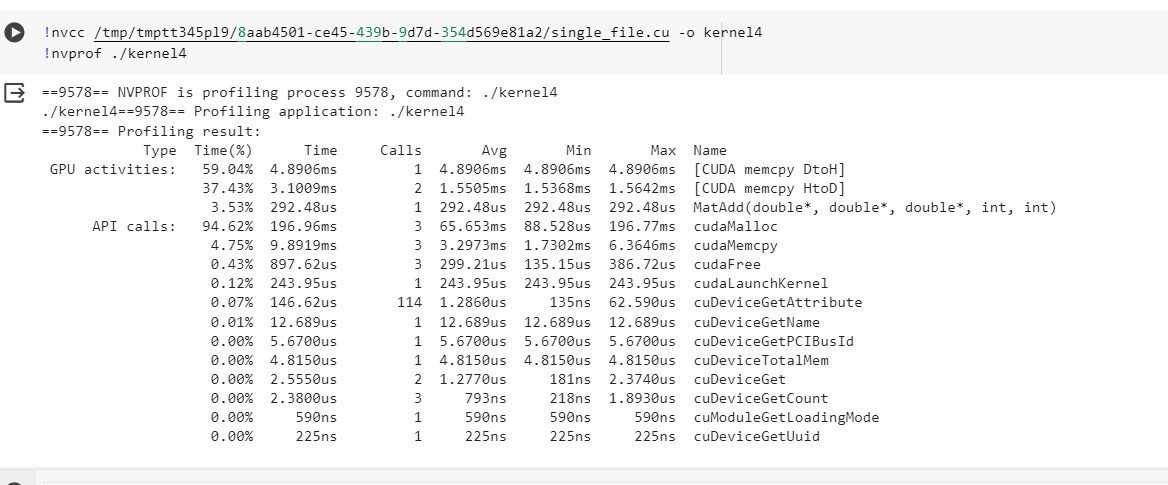 !nvcc /tmp/tmptt345pl9/8aab4501-ce45-439b-9d7d-354d569e81a2/single_file.cu -o kernel4
!nvprof ./kernel4
==9578== NVPROF is profiling process 9578, command: ./kernel4
./kernel4==9578== Profiling application: ./kernel4
==9578== Profiling result:
Type Time(%) Time Calls Avg Min Max Name
GPU activities: 59.04% 4.8906ms 1 4.8906ms 4.8906ms 4.8906ms [CUDA memcpy DtoH]
37.43% 3.1009ms 2 1.5505ms 1.5368ms 1.5642ms [CUDA memcpy HtoD]
3.53% 292.48us 1 292.48us 292.48us 292.48us MatAdd(double*, double*, double*, int, int)
API calls: 94.62% 196.96ms 3 65.653ms 88.528us 196.77ms cudaMalloc
4.75% 9.8919ms 3 3.2973ms 1.7302ms 6.3646ms cudaMemcpy
0.43% 897.62us 3 299.21us 135.15us 386.72us cudaFree
0.12% 243.95us 1 243.95us 243.95us 243.95us cudaLaunchKernel
0.07% 146.62us 114 1.2860us 135ns 62.590us cuDeviceGetAttribute
0.01% 12.689us 1 12.689us 12.689us 12.689us cuDeviceGetName
0.00% 5.6700us 1 5.6700us 5.6700us 5.6700us cuDeviceGetPCIBusId
0.00% 4.8150us 1 4.8150us 4.8150us 4.8150us cuDeviceTotalMem
0.00% 2.5550us 2 1.2770us 181ns 2.3740us cuDeviceGet
0.00% 2.3800us 3 793ns 218ns 1.8930us cuDeviceGetCount
0.00% 590ns 1 590ns 590ns 590ns cuModuleGetLoadingMode
0.00% 225ns 1 225ns 225ns 225ns cuDeviceGetUuid